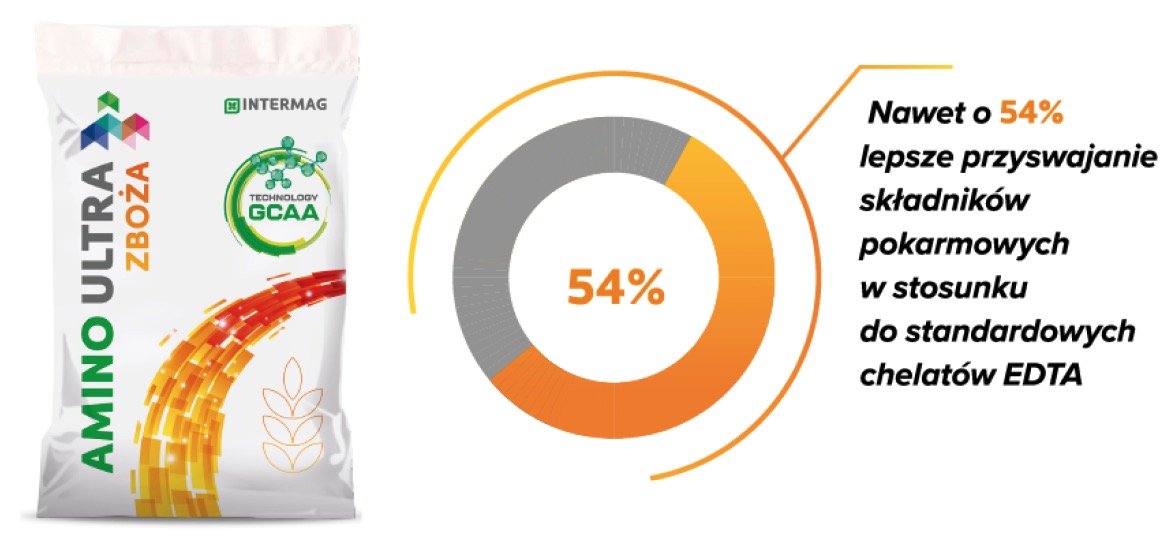 INTERMAG
TECHNOLOGY
GCAA
AMINO ULTRA
ZBOŻA
54%
Nawet o 54%
lepsze przyswajanie
składników
pokarmowych
w stosunku
do standardowych
chelatów EDTA